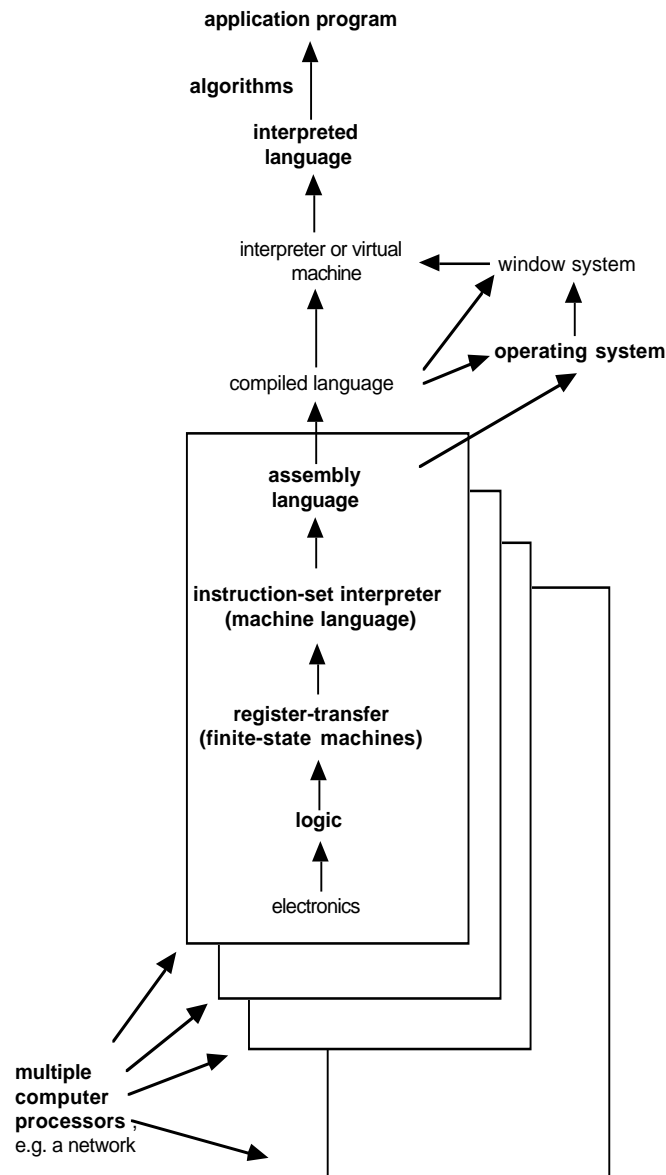 application program
algorithms
interpreted
language
interpreter or virtual
machine
window system
operating system
compiled language
assembly
language
instruction-set interpreter
(machine language)
register-transfer
(finite-state machines)
logic
electronics
multiple
computer
processors ,
e.g. a network